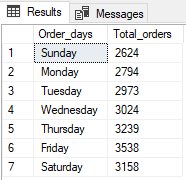 Results Messages
Order_days Total_orders
1 Sunday 2624
2 Monday 2794
3 Tuesday 2973
4 Wednesday 3024
5 Thursday 3239
6 Friday 3538
7 Saturday 3158